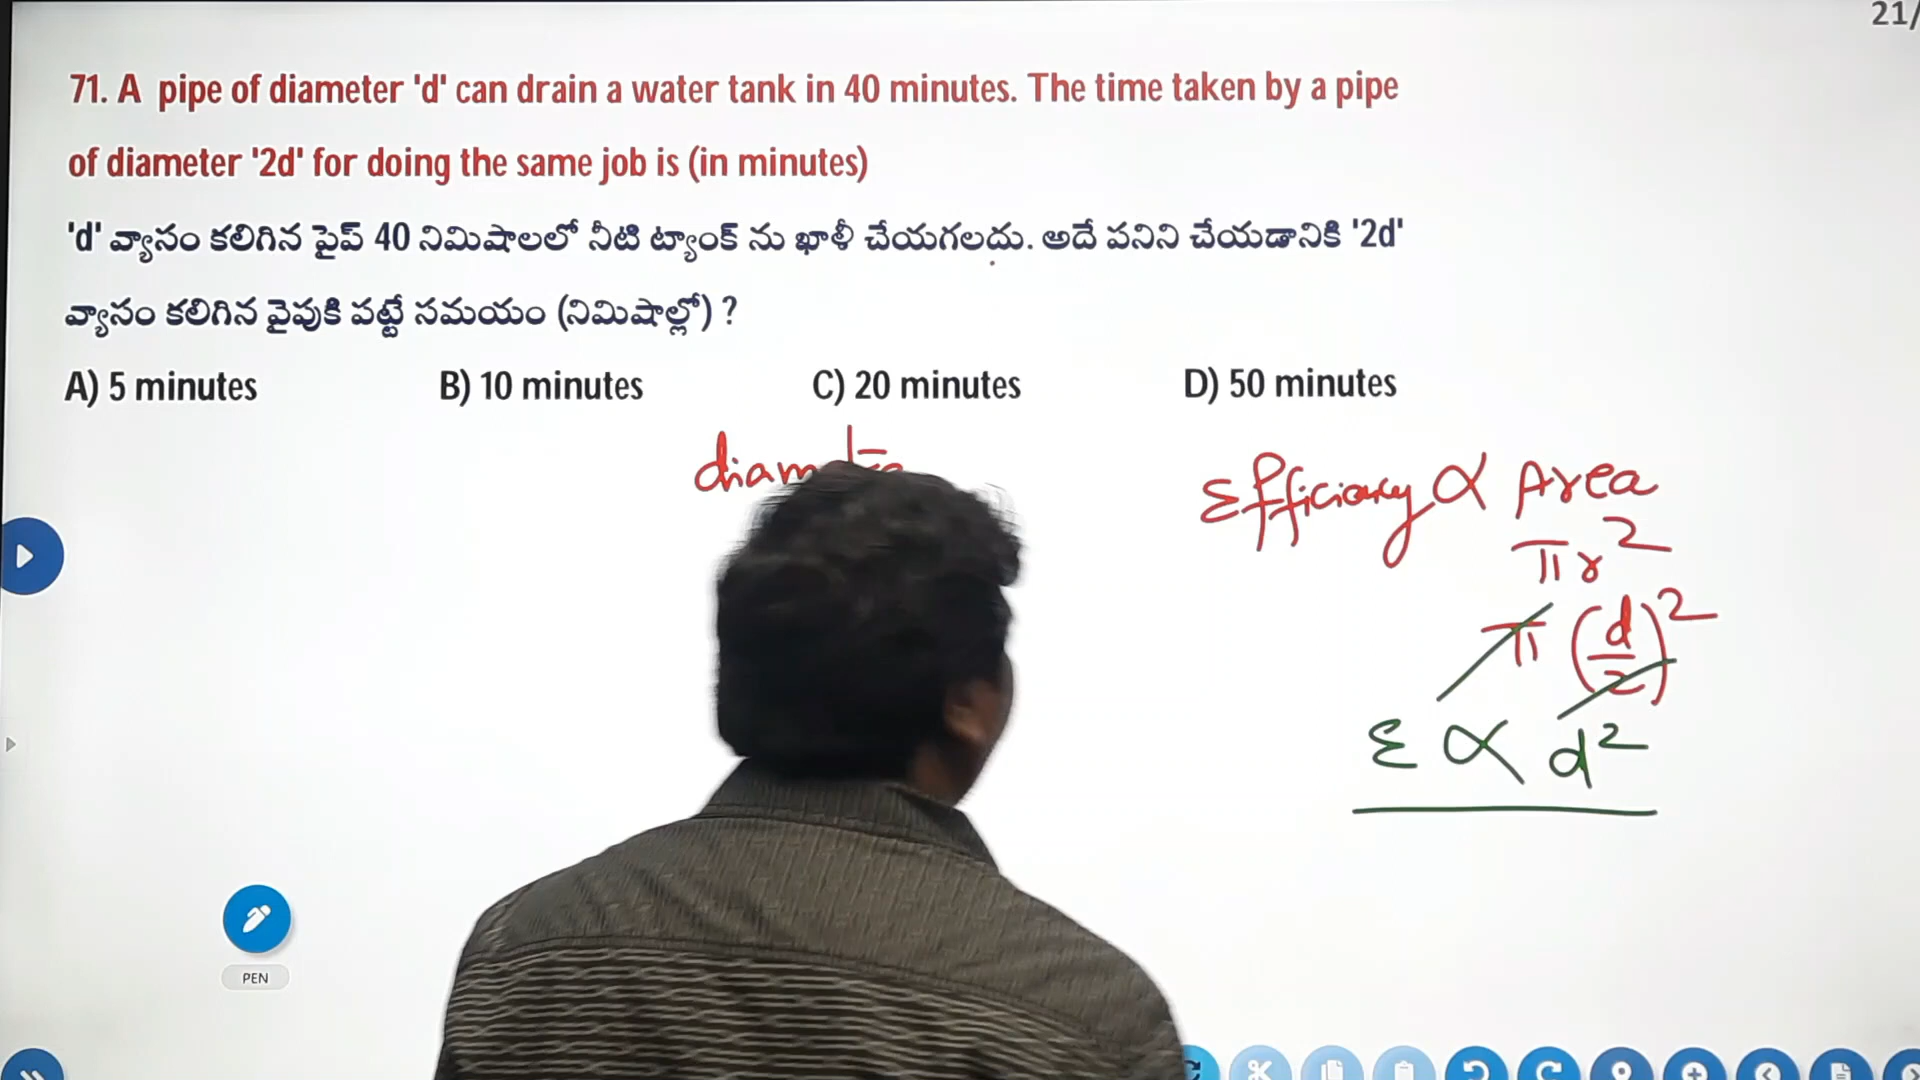 21/
71. A pipe of diameter 'd' can drain a water tank in 40 minutes. The time taken by a pipe
of diameter '2d' for doing the same job is (in minutes)
'd' వ్యాసం కలిగిన పైప్ 40 నిమిషాలలో నీటి ట్యాంక్ ను ఖాళీ చేయగలదు. అదే పనిని చేయడానికి '2d'
వ్యాసం కలిగిన వైపుకి పట్టే సమయం (నిమిషాల్లో) ?
A) 5 minutes B) 10 minutes C) 20 minutes D) 50 minutes
Efficiency ∝ Area
πr²
π (d/2)²
ε ∝ d²
PEN